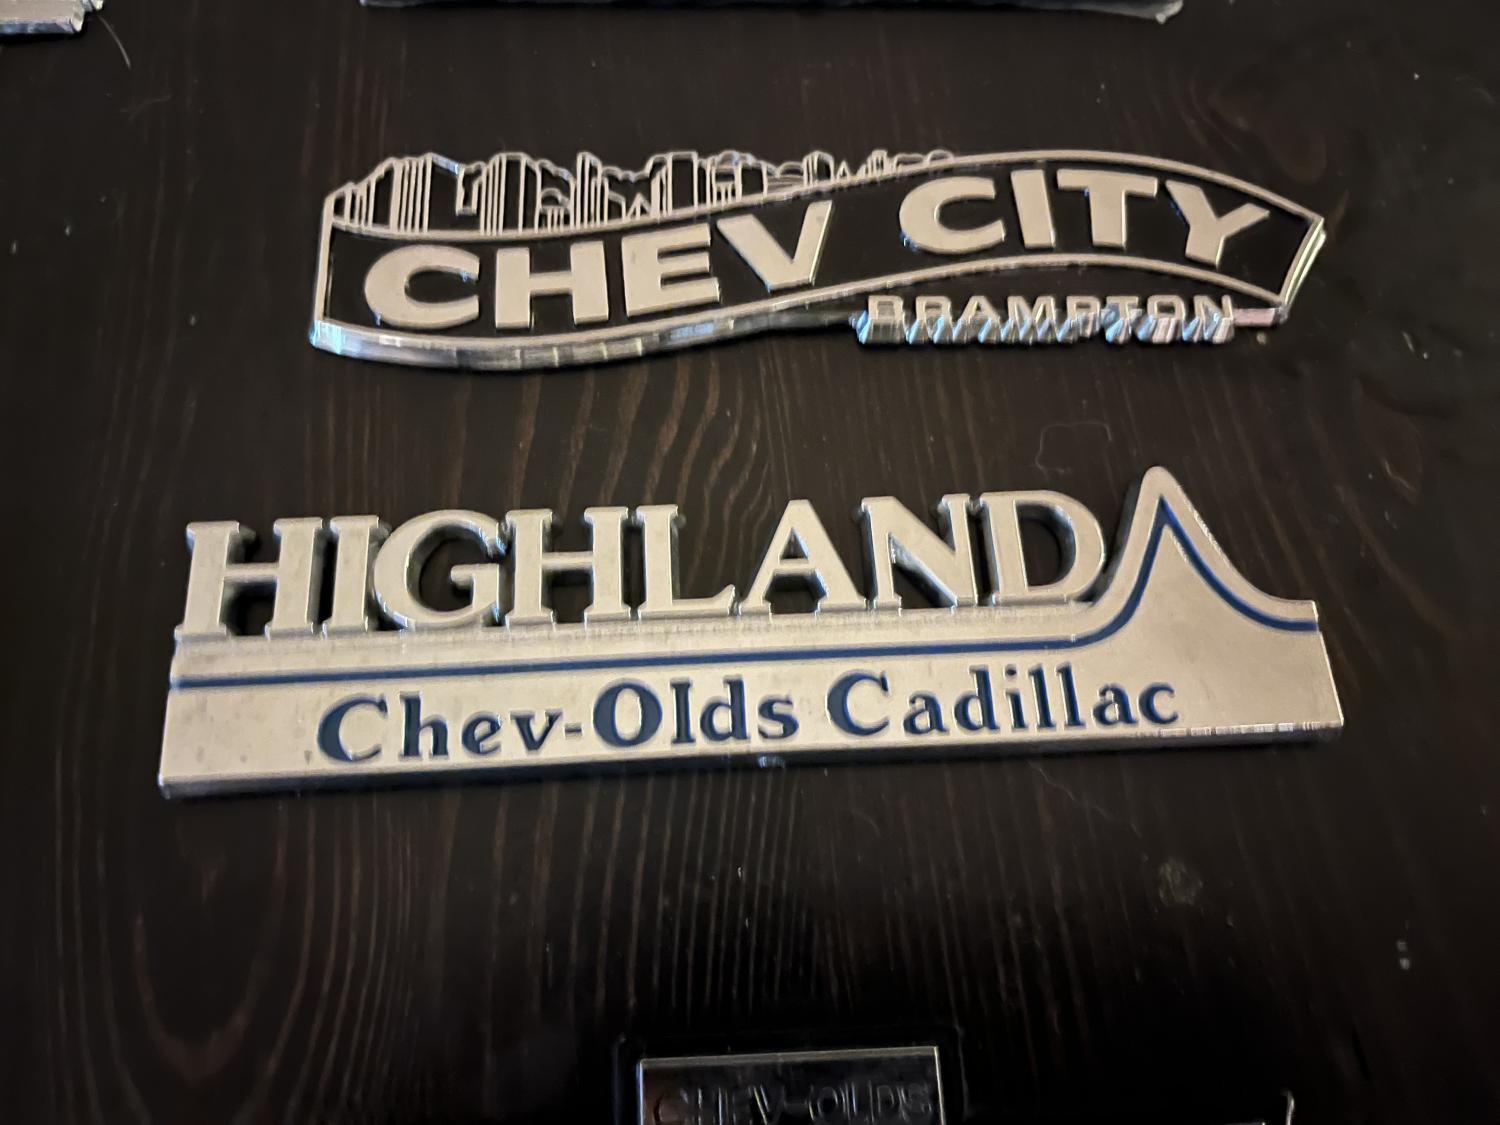 CHEV CITY
BRAMPTON
HIGHLAND
Chev-Olds Cadillac
CHEV-OLDS